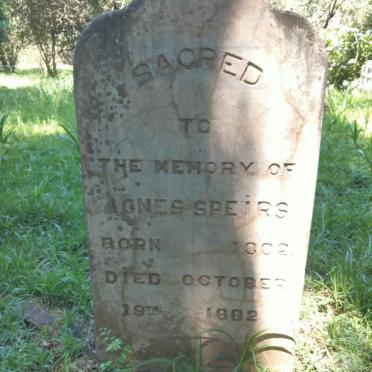 SACRED
TO
THE MEMORY OF
AGNES SPEIRS
BORN 1802.
DIED OCTOBER
19TH 1882